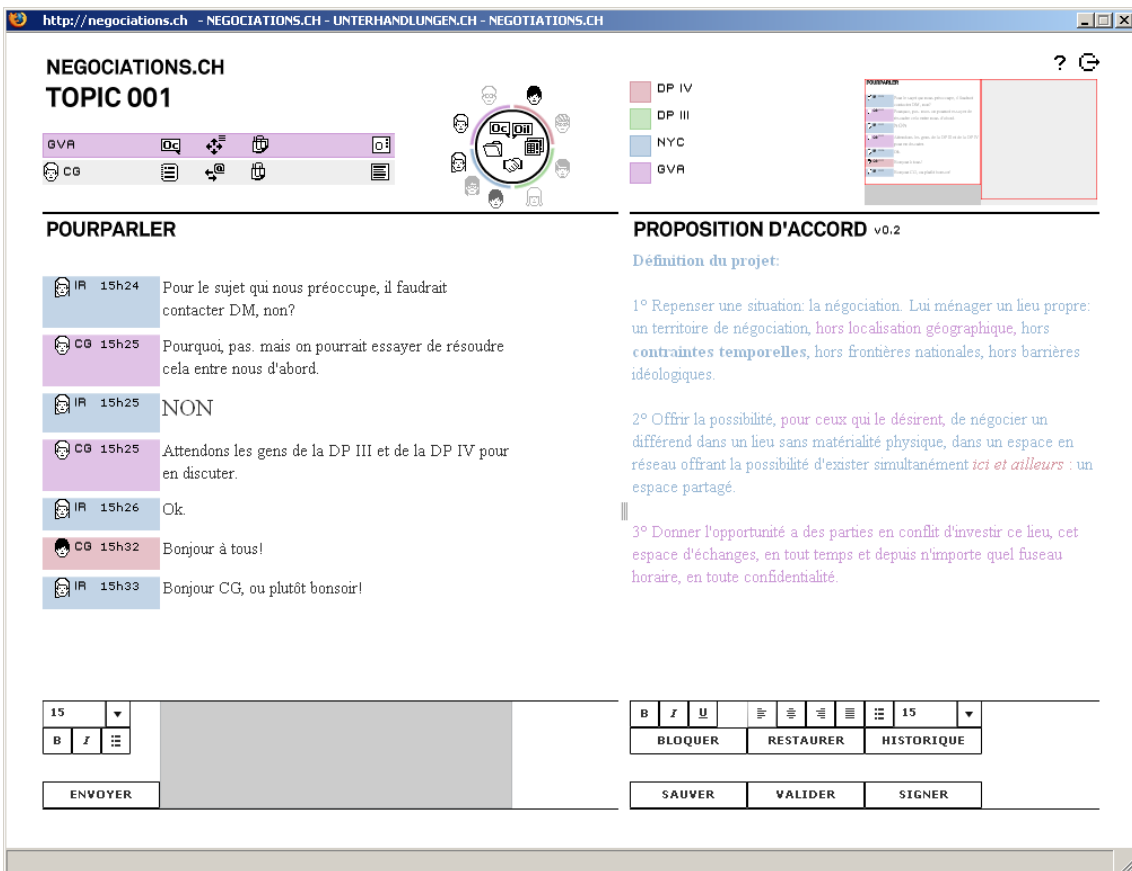 http://negociations.ch - NEGOCIATIONS.CH - UNTERHANDLUNGEN.CH - NEGOTIATIONS.CH
NEGOCIATIONS.CH
TOPIC 001
GVA
CG
DP IV
DP III
NYC
GVA
?
POURPARLER
IR 15h24
Pour le sujet qui nous préoccupe, il faudrait
contacter DM, non?
CG 15h25
Pourquoi, pas. mais on pourrait essayer de résoudre
cela entre nous d'abord.
IR 15h25
NON
CG 15h25
Attendons les gens de la DP III et de la DP IV pour
en discuter.
IR 15h26
Ok.
CG 15h32
Bonjour à tous!
IR 15h33
Bonjour CG, ou plutôt bonsoir!
15
B I
ENVOYER
PROPOSITION D'ACCORD v0.2
Définition du projet:
1° Repenser une situation: la négociation. Lui ménager un lieu propre:
un territoire de négociation, hors localisation géographique, hors
contraintes temporelles, hors frontières nationales, hors barrières
idéologiques.
2° Offrir la possibilité, pour ceux qui le désirent, de négocier un
différend dans un lieu sans matérialité physique, dans un espace en
réseau offrant la possibilité d'exister simultanément ici et ailleurs : un
espace partagé.
3° Donner l'opportunité a des parties en conflit d'investir ce lieu, cet
espace d'échanges, en tout temps et depuis n'importe quel fuseau
horaire, en toute confidentialité.
B I U 15
BLOQUER RESTAURER HISTORIQUE
SAUVER VALIDER SIGNER